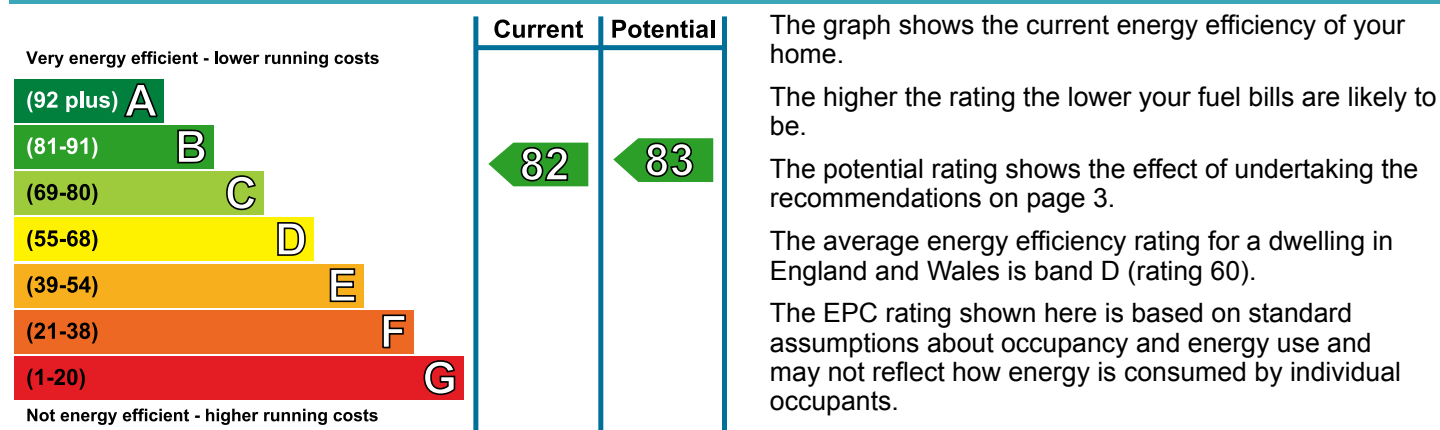 Very energy efficient - lower running costs
(92 plus) A
(81-91) B
(69-80) C
(55-68) D
(39-54) E
(21-38) F
(1-20) G
Not energy efficient - higher running costs
Current Potential
82 83
The graph shows the current energy efficiency of your
home.
The higher the rating the lower your fuel bills are likely to
be.
The potential rating shows the effect of undertaking the
recommendations on page 3.
The average energy efficiency rating for a dwelling in
England and Wales is band D (rating 60).
The EPC rating shown here is based on standard
assumptions about occupancy and energy use and
may not reflect how energy is consumed by individual
occupants.